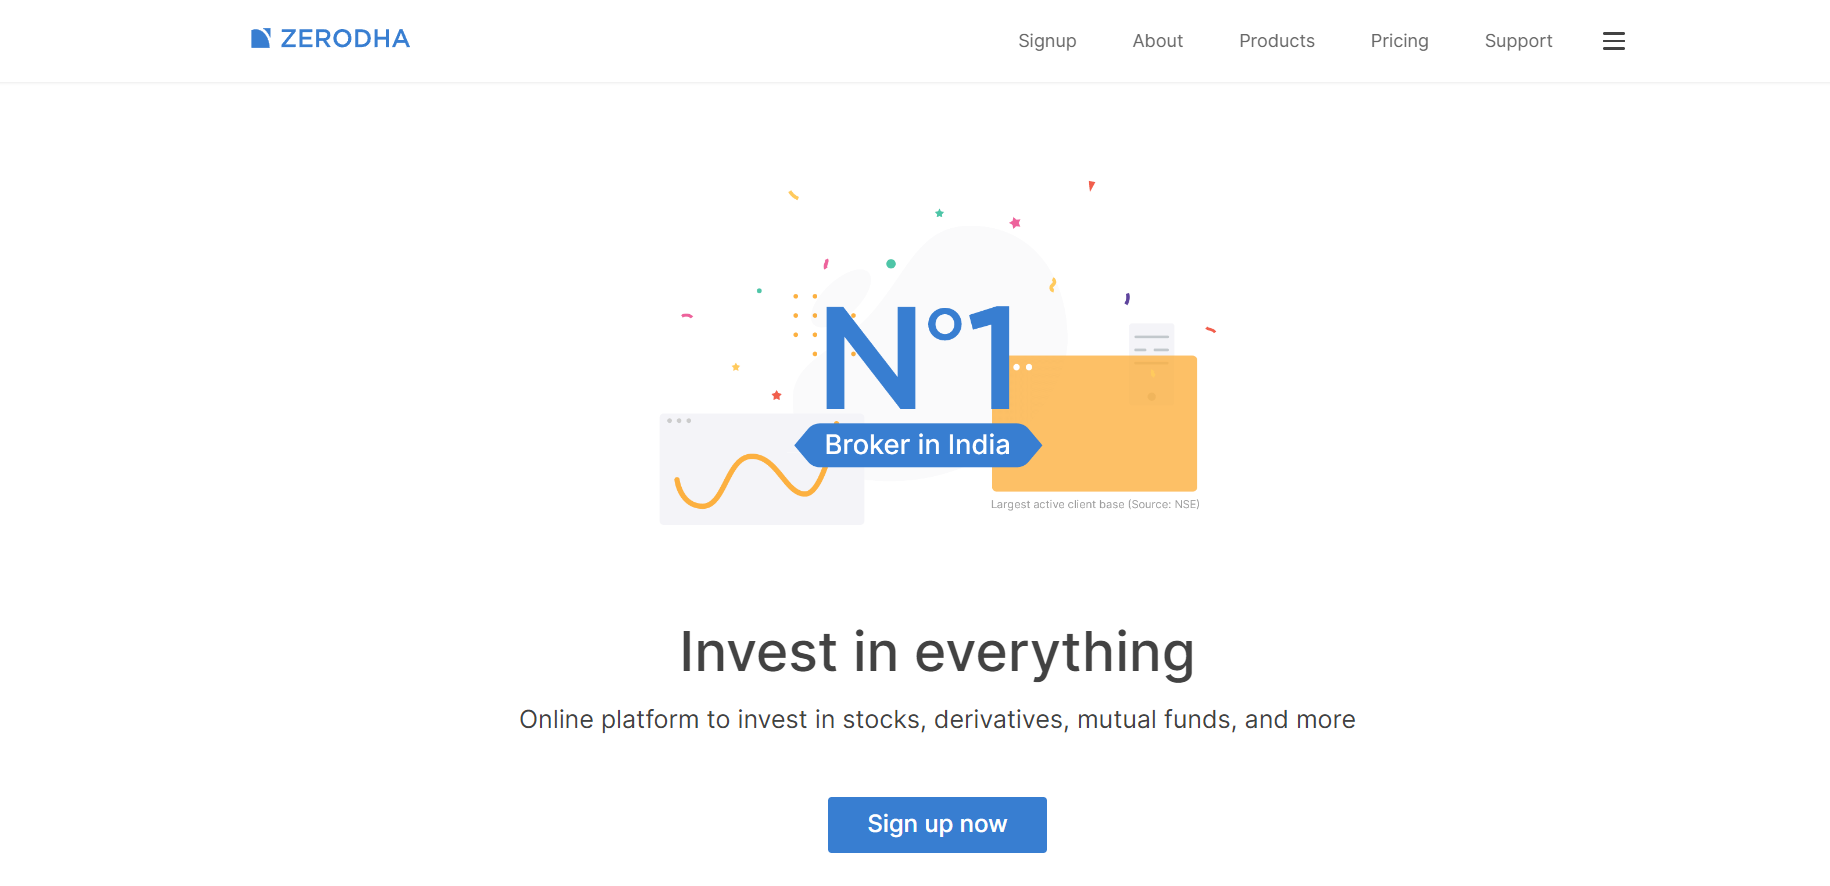 ZERODHA
Signup About Products Pricing Support
N°1
Broker in India
Largest active client base (Source: NSE)
Invest in everything
Online platform to invest in stocks, derivatives, mutual funds, and more
Sign up now